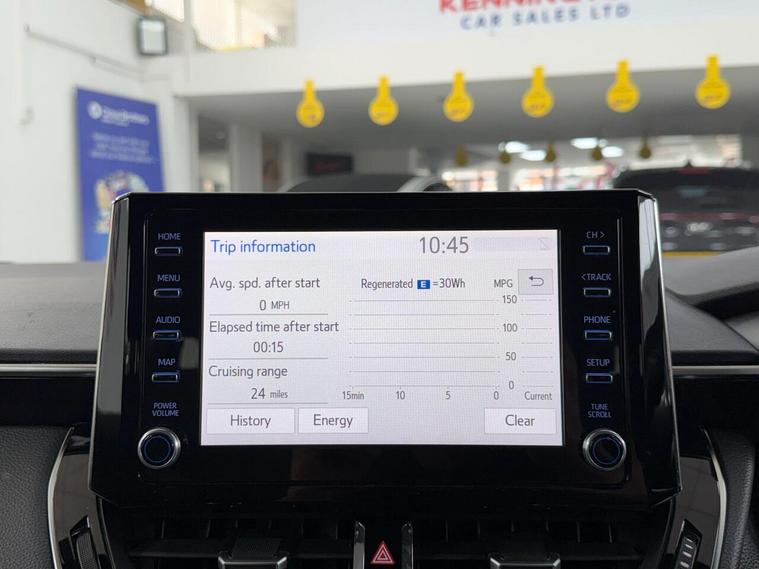 KENNING
CAR SALES LTD
HOME
MENU
AUDIO
MAP
POWER
VOLUME
Trip information
10:45
Avg. spd. after start
0 MPH
Elapsed time after start
00:15
Cruising range
24 miles
Regenerated E =30Wh
MPG
150
100
50
0
15min 10 5 0 Current
History
Energy
Clear
CH >
<TRACK
PHONE
SETUP
TUNE
SCROLL